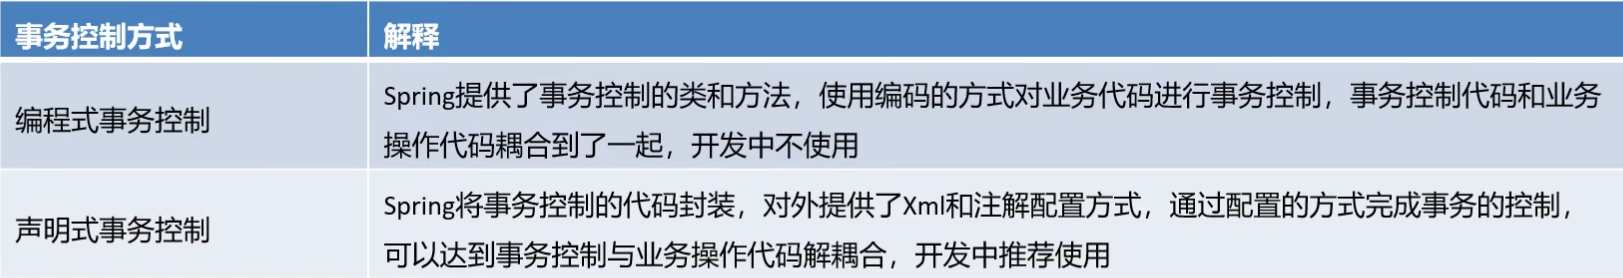 事务控制方式
解释
编程式事务控制
Spring提供了事务控制的类和方法，使用编码的方式对业务代码进行事务控制，事务控制代码和业务
操作代码耦合到了一起，开发中不使用
声明式事务控制
Spring将事务控制的代码封装，对外提供了Xml和注解配置方式，通过配置的方式完成事务的控制，
可以达到事务控制与业务操作代码解耦合，开发中推荐使用